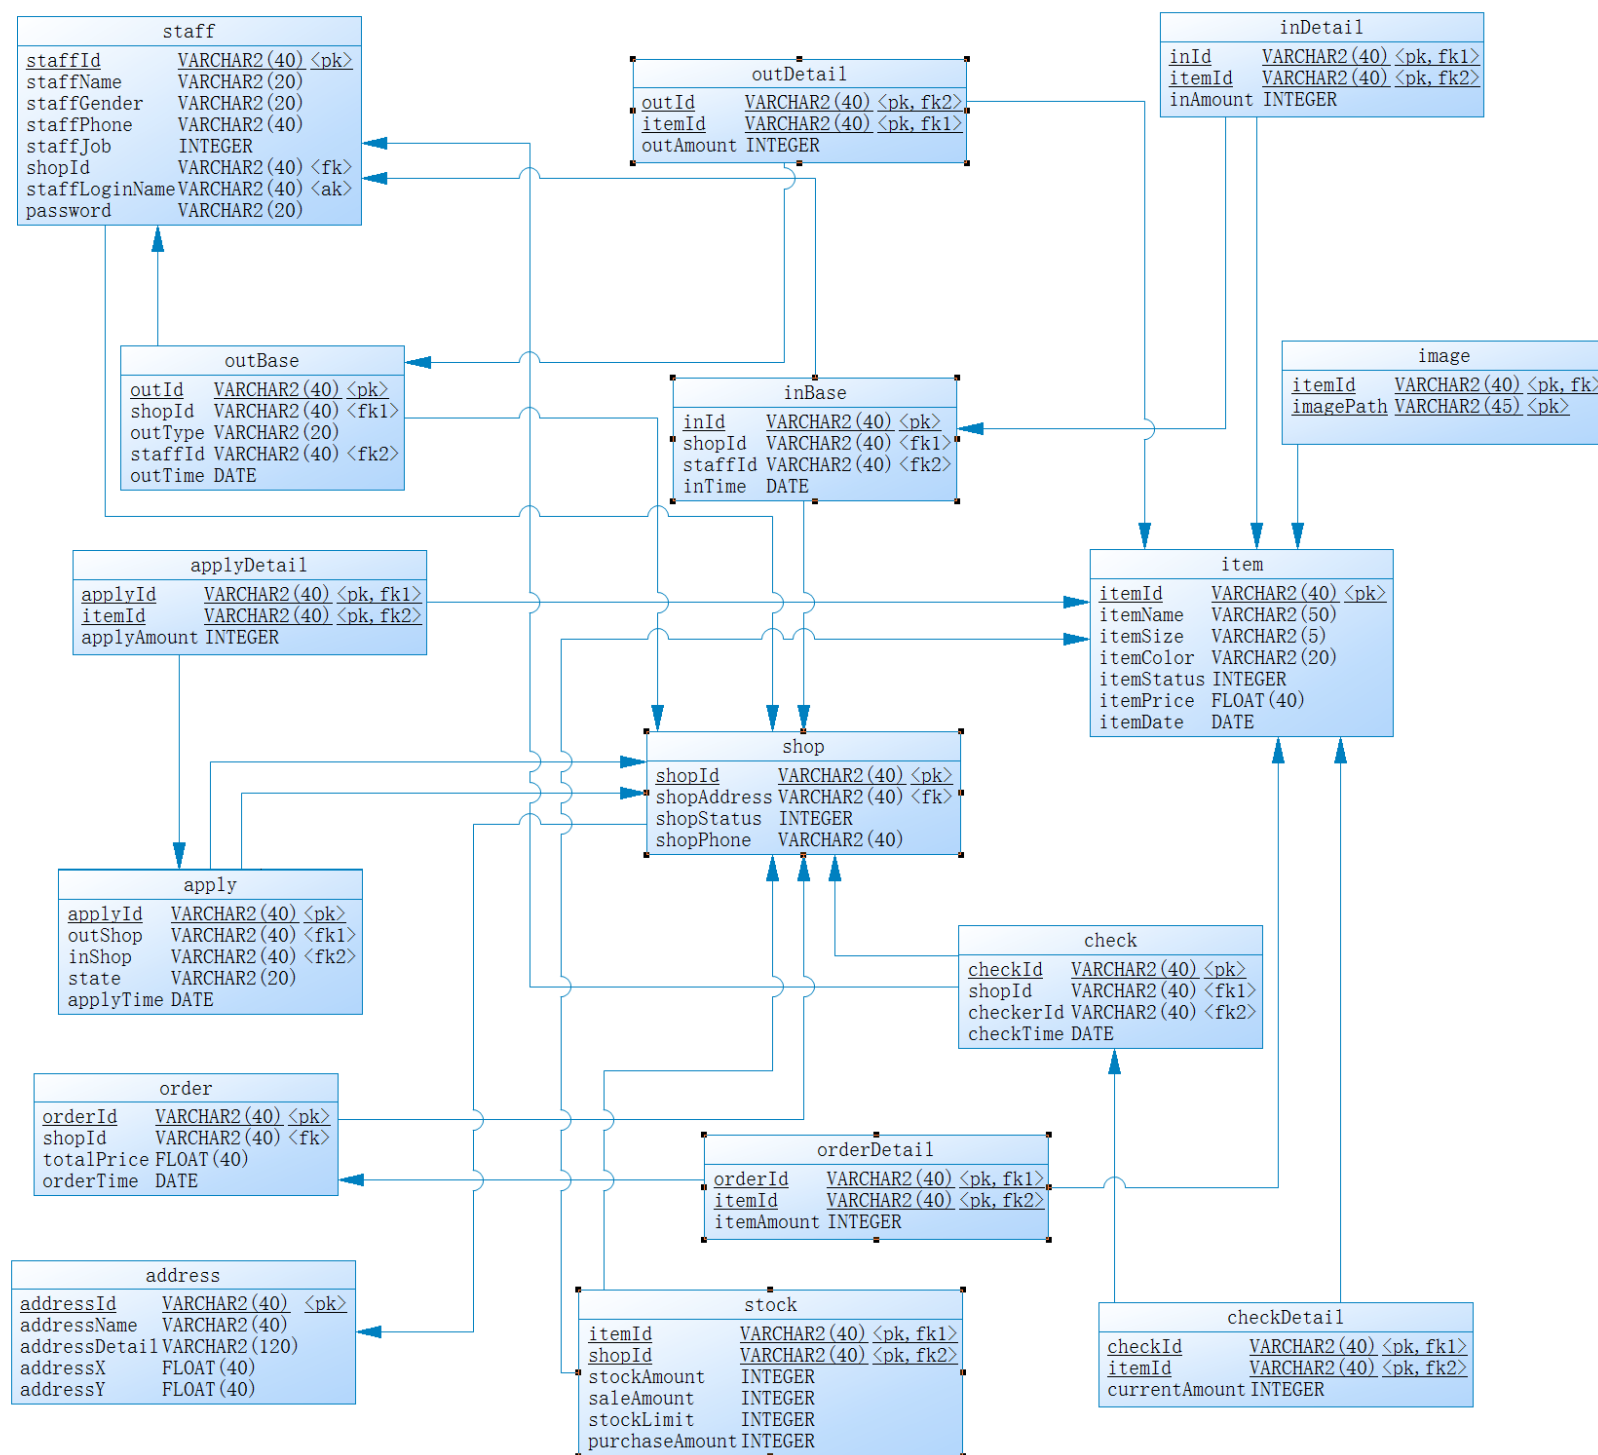 staff
staffId VARCHAR2(40) <pk>
staffName VARCHAR2(20)
staffGender VARCHAR2(20)
staffPhone VARCHAR2(40)
staffJob INTEGER
shopId VARCHAR2(40) <fk>
staffLoginName VARCHAR2(40) <ak>
password VARCHAR2(20)
outDetail
outId VARCHAR2(40) <pk,fk2>
itemId VARCHAR2(40) <pk,fk1>
outAmount INTEGER
inDetail
inId VARCHAR2(40) <pk,fk1>
itemId VARCHAR2(40) <pk,fk2>
inAmount INTEGER
outBase
outId VARCHAR2(40) <pk>
shopId VARCHAR2(40) <fk1>
outType VARCHAR2(20)
staffId VARCHAR2(40) <fk2>
outTime DATE
inBase
inId VARCHAR2(40) <pk>
shopId VARCHAR2(40) <fk1>
staffId VARCHAR2(40) <fk2>
inTime DATE
image
itemId VARCHAR2(40) <pk,fk>
imagePath VARCHAR2(45) <pk>
applyDetail
applyId VARCHAR2(40) <pk,fk1>
itemId VARCHAR2(40) <pk,fk2>
applyAmount INTEGER
item
itemId VARCHAR2(40) <pk>
itemName VARCHAR2(50)
itemSize VARCHAR2(5)
itemColor VARCHAR2(20)
itemStatus INTEGER
itemPrice FLOAT(40)
itemDate DATE
shop
shopId VARCHAR2(40) <pk>
shopAddress VARCHAR2(40) <fk>
shopStatus INTEGER
shopPhone VARCHAR2(40)
apply
applyId VARCHAR2(40) <pk>
outShop VARCHAR2(40) <fk1>
inShop VARCHAR2(40) <fk2>
state VARCHAR2(20)
applyTime DATE
check
checkId VARCHAR2(40) <pk>
shopId VARCHAR2(40) <fk1>
checkerId VARCHAR2(40) <fk2>
checkTime DATE
order
orderId VARCHAR2(40) <pk>
shopId VARCHAR2(40) <fk>
totalPrice FLOAT(40)
orderTime DATE
orderDetail
orderId VARCHAR2(40) <pk,fk1>
itemId VARCHAR2(40) <pk,fk2>
itemAmount INTEGER
address
addressId VARCHAR2(40) <pk>
addressName VARCHAR2(40)
addressDetail VARCHAR2(120)
addressX FLOAT(40)
addressY FLOAT(40)
stock
itemId VARCHAR2(40) <pk,fk1>
shopId VARCHAR2(40) <pk,fk2>
stockAmount INTEGER
saleAmount INTEGER
stockLimit INTEGER
purchaseAmount INTEGER
checkDetail
checkId VARCHAR2(40) <pk,fk1>
itemId VARCHAR2(40) <pk,fk2>
currentAmount INTEGER